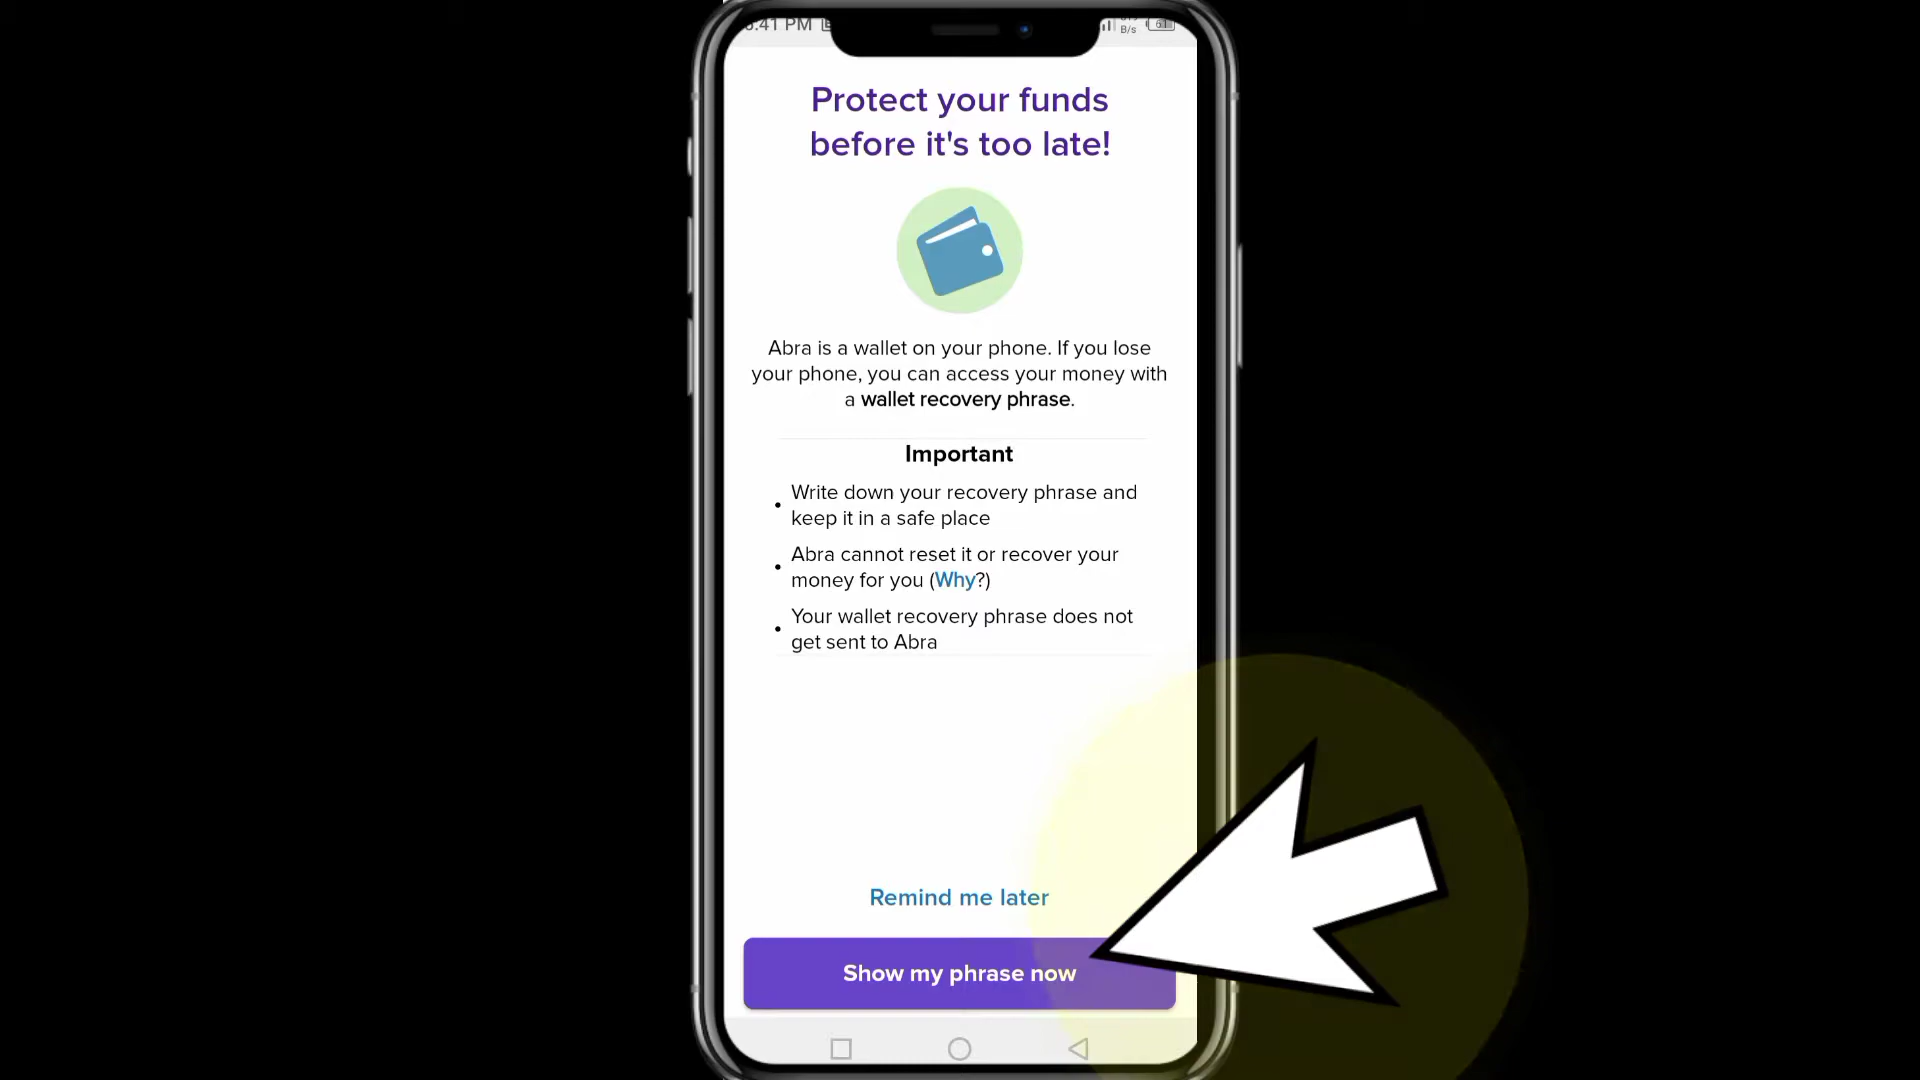 :41 PM
B/s
61
Protect your funds
before it's too late!
Abra is a wallet on your phone. If you lose
your phone, you can access your money with
a wallet recovery phrase.
Important
• Write down your recovery phrase and
keep it in a safe place
• Abra cannot reset it or recover your
money for you (Why?)
• Your wallet recovery phrase does not
get sent to Abra
Remind me later
Show my phrase now